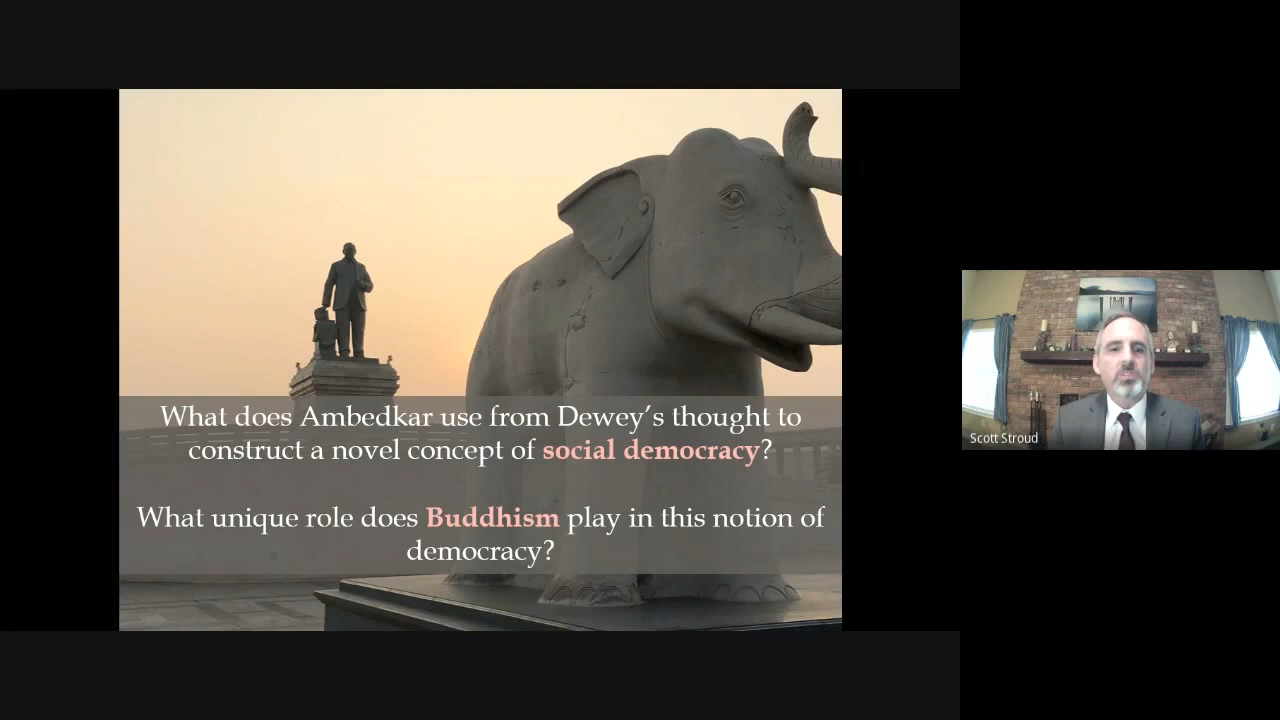 What does Ambedkar use from Dewey's thought to
construct a novel concept of social democracy?
What unique role does Buddhism play in this notion of
democracy?
Scott Stroud